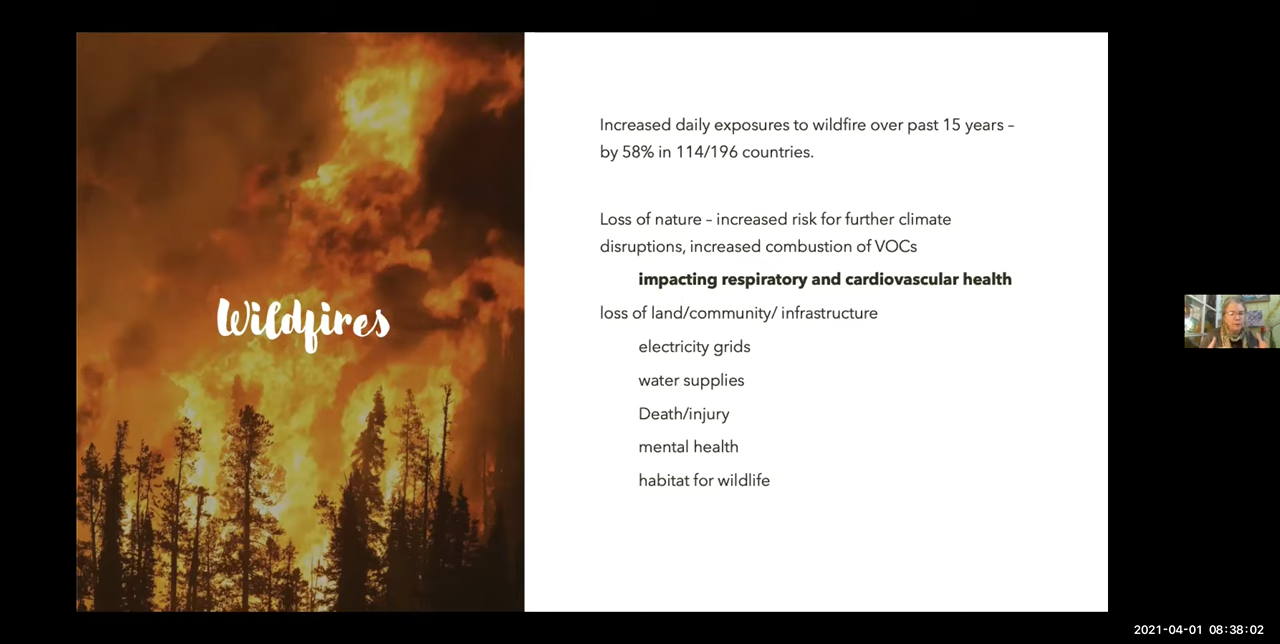 Wildfires
Increased daily exposures to wildfire over past 15 years –
by 58% in 114/196 countries.
Loss of nature – increased risk for further climate
disruptions, increased combustion of VOCs
impacting respiratory and cardiovascular health
loss of land/community/ infrastructure
electricity grids
water supplies
Death/injury
mental health
habitat for wildlife
2021-04-01 08:38:02